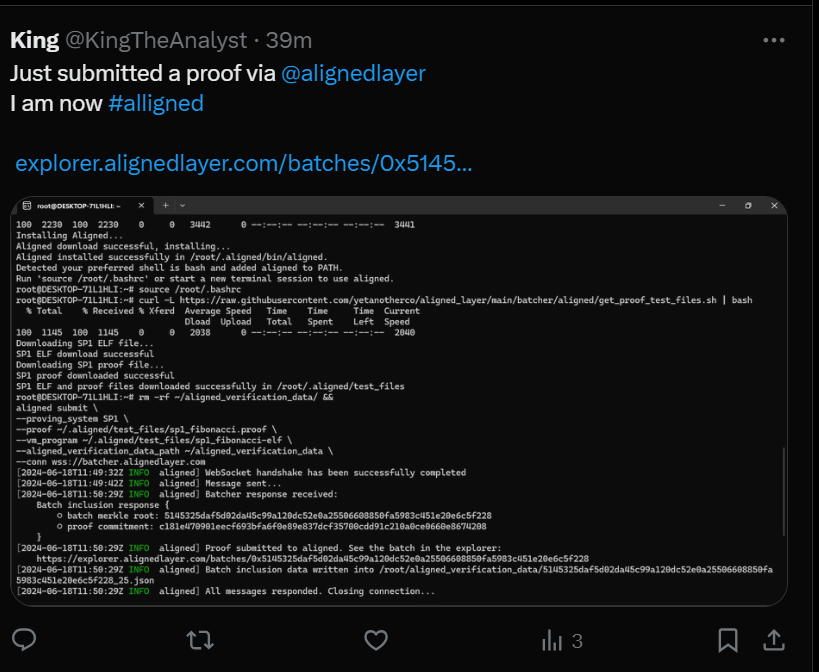 King @KingTheAnalyst · 39m
Just submitted a proof via @alignedlayer
I am now #alligned
explorer.alignedlayer.com/batches/0x5145...
root@DESKTOP-71L1HLI: ~
100 2230 100 2230 0 0 3442 0 --:--:-- --:--:-- --:--:-- 3441
Installing Aligned...
Aligned download successful, installing...
Aligned installed successfully in /root/.aligned/bin/aligned.
Detected your preferred shell is bash and added aligned to PATH.
Run 'source /root/.bashrc' or start a new terminal session to use aligned.
root@DESKTOP-71L1HLI:~# source /root/.bashrc
root@DESKTOP-71L1HLI:~# curl -L https://raw.githubusercontent.com/yetanotherco/aligned_layer/main/batcher/aligned/get_proof_test_files.sh | bash
% Total % Received % Xferd Average Speed Time Time Time Current
Dload Upload Total Spent Left Speed
100 1145 100 1145 0 0 2038 0 --:--:-- --:--:-- --:--:-- 2040
Downloading SP1 ELF file...
SP1 ELF download successful
Downloading SP1 proof file...
SP1 proof downloaded successful
SP1 ELF and proof files downloaded successfully in /root/.aligned/test_files
root@DESKTOP-71L1HLI:~# rm -rf ~/aligned_verification_data/ &&
aligned submit \
--proving_system SP1 \
--proof ~/.aligned/test_files/sp1_fibonacci.proof \
--vm_program ~/.aligned/test_files/sp1_fibonacci-elf \
--aligned_verification_data_path ~/aligned_verification_data \
--conn wss://batcher.alignedlayer.com
[2024-06-18T11:49:32Z INFO aligned] WebSocket handshake has been successfully completed
[2024-06-18T11:49:42Z INFO aligned] Message sent...
[2024-06-18T11:50:29Z INFO aligned] Batcher response received:
Batch inclusion response {
o batch merkle root: 5145325daf5d02da45c99a120dc52e0a25506608850fa5983c451e20e6c5f228
o proof commitment: c181e470901eecf693bfa6f0e89e837dcf35700cdd91c210a0ce0660e8674208
}
[2024-06-18T11:50:29Z INFO aligned] Proof submitted to aligned. See the batch in the explorer:
https://explorer.alignedlayer.com/batches/0x5145325daf5d02da45c99a120dc52e0a25506608850fa5983c451e20e6c5f228
[2024-06-18T11:50:29Z INFO aligned] Batch inclusion data written into /root/aligned_verification_data/5145325daf5d02da45c99a120dc52e0a25506608850fa
5983c451e20e6c5f228_25.json
[2024-06-18T11:50:29Z INFO aligned] All messages responded. Closing connection...
3